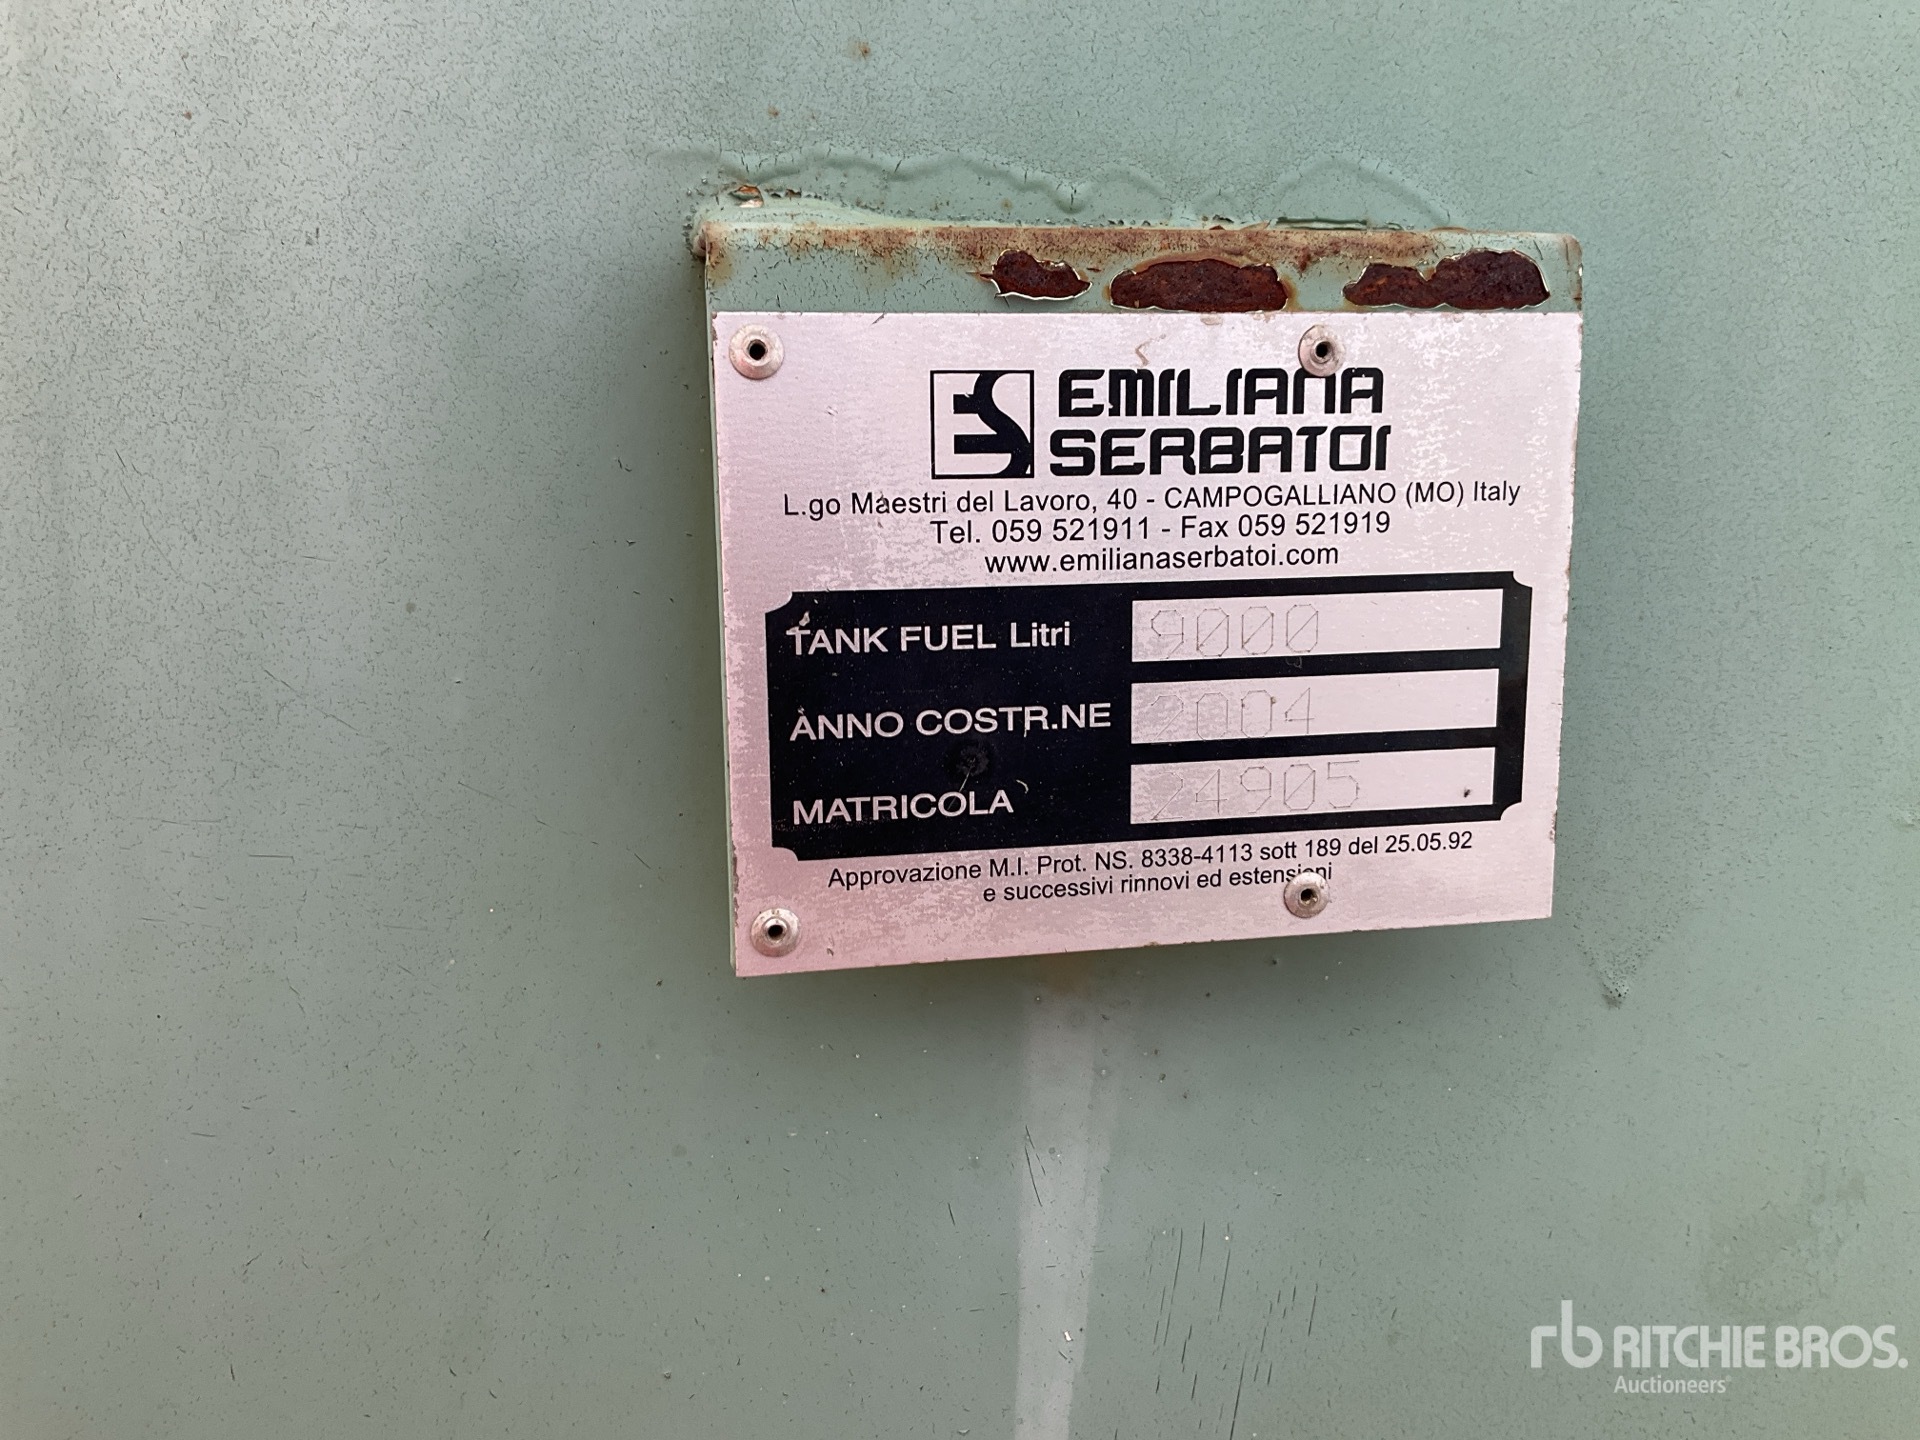 EMILIANA
SERBATOI
L.go Maestri del Lavoro, 40 - CAMPOGALLIANO (MO) Italy
Tel. 059 521911 - Fax 059 521919
www.emilianaserbatoi.com
TANK FUEL Litri 9000
ANNO COSTR.NE 2004
MATRICOLA 24905
Approvazione M.I. Prot. NS. 8338-4113 sott 189 del 25.05.92
e successivi rinnovi ed estensioni
rb RITCHIE BROS.
Auctioneers